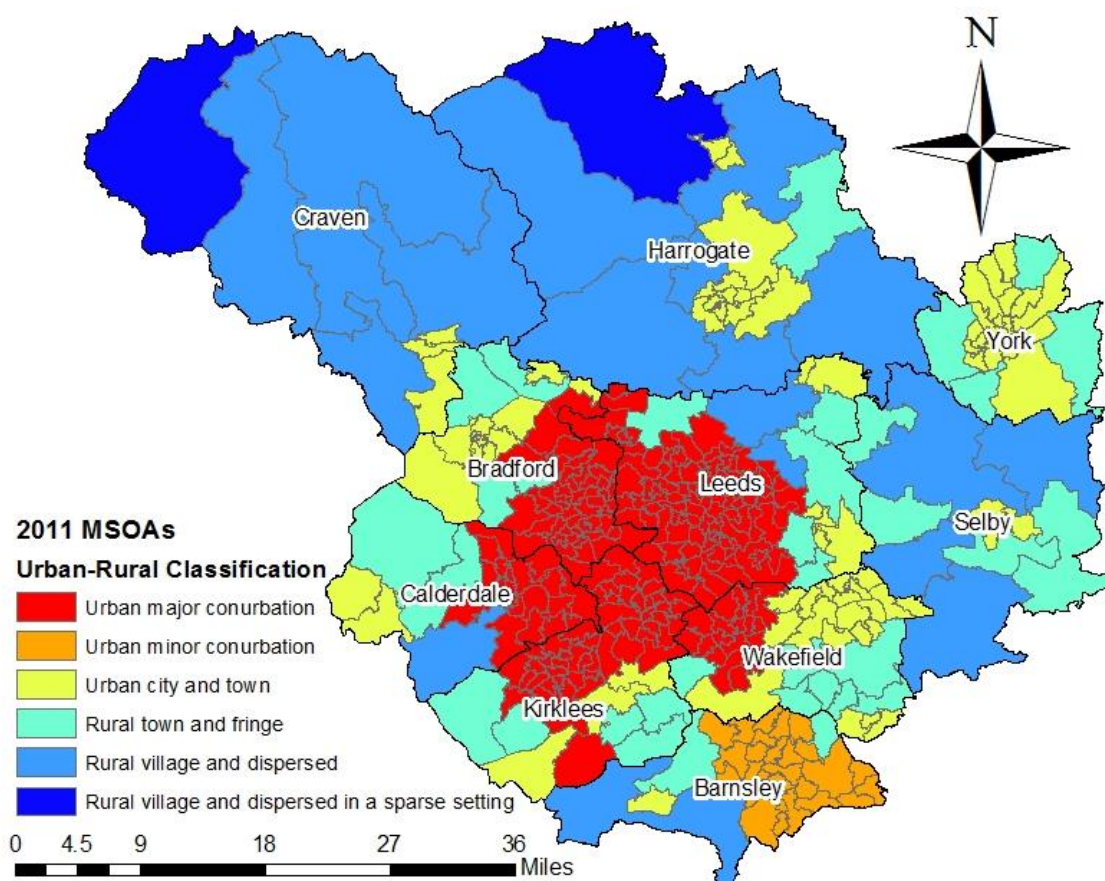 N
Craven
Harrogate
York
Bradford
Leeds
Selby
2011 MSOAs
Urban-Rural Classification
Calderdale
Urban major conurbation
Urban minor conurbation
Wakefield
Urban city and town
Kirklees
Rural town and fringe
Rural village and dispersed
Barnsley
Rural village and dispersed in a sparse setting
0 4.5 9 18 27 36
Miles